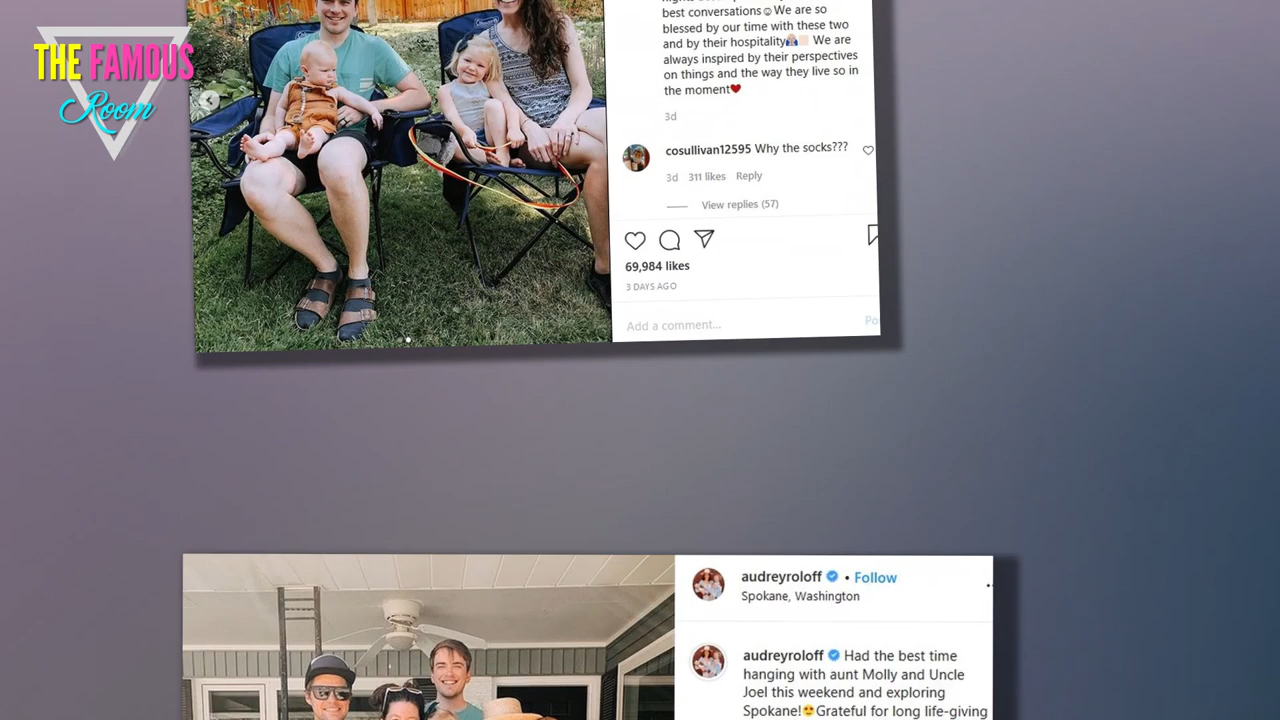 THE FAMOUS
Room
best conversations☺We are so
blessed by our time with these two
and by their hospitality We are
always inspired by their perspectives
on things and the way they live so in
the moment❤
3d
cosullivan12595 Why the socks???
3d 311 likes Reply
View replies (57)
69,984 likes
3 DAYS AGO
Add a comment...
Po
audreyroloff • Follow
Spokane, Washington
audreyroloff Had the best time
hanging with aunt Molly and Uncle
Joel this weekend and exploring
Spokane!😍Grateful for long life-giving